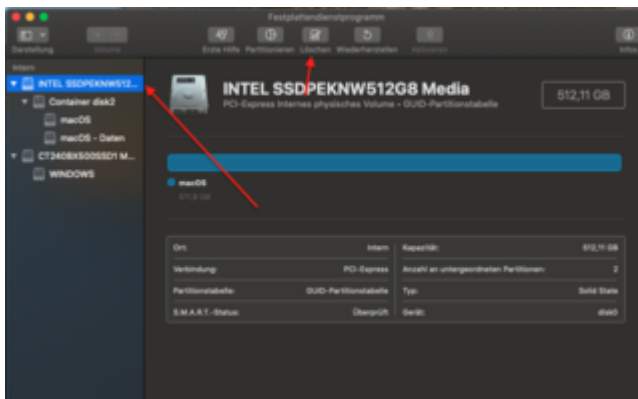 Festplattendienstprogramm
Darstellung Volume Erste Hilfe Partitionieren Löschen Wiederherstellen Aktivieren Infos
Intern
INTEL SSDPEKNW512...
Container disk2
macOS
macOS - Daten
CT240BX500SSD1 M...
WINDOWS
INTEL SSDPEKNW512G8 Media
PCI-Express Internes physisches Volume • GUID-Partitionstabelle
512,11 GB
macOS
511,9 GB
Ort: Intern Kapazität: 512,11 GB
Verbindung: PCI-Express Anzahl an untergeordneten Partitionen: 2
Partitionstabelle: GUID-Partitionstabelle Typ: Solid State
S.M.A.R.T.-Status: Überprüft Gerät: disk0